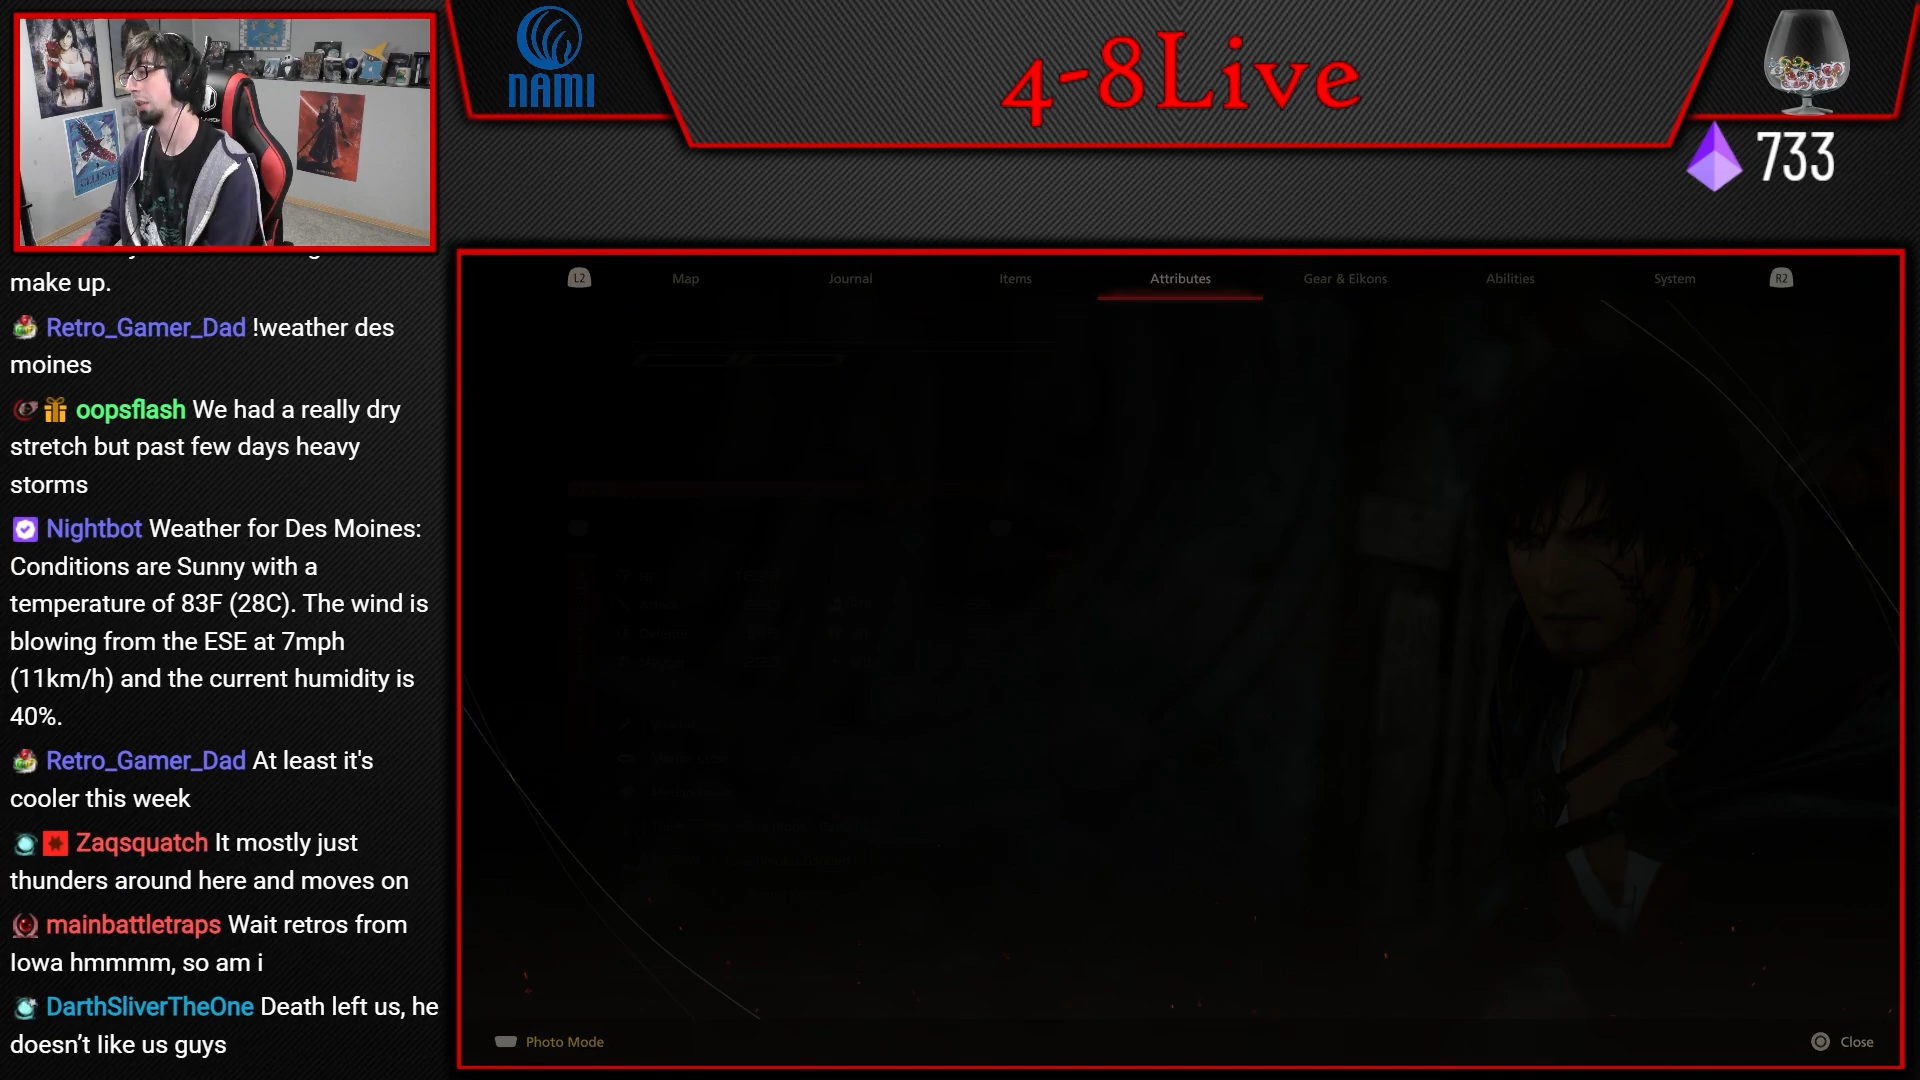 NAMI
4-8Live
733
make up.
Retro_Gamer_Dad !weather des
moines
oopsflash We had a really dry
stretch but past few days heavy
storms
Nightbot Weather for Des Moines:
Conditions are Sunny with a
temperature of 83F (28C). The wind is
blowing from the ESE at 7mph
(11km/h) and the current humidity is
40%.
Retro_Gamer_Dad At least it's
cooler this week
Zaqsquatch It mostly just
thunders around here and moves on
mainbattletraps Wait retros from
Iowa hmmmm, so am i
DarthSliverTheOne Death left us, he
doesn't like us guys
L2 Map Journal Items Attributes Gear & Eikons Abilities System R2
Photo Mode
Close